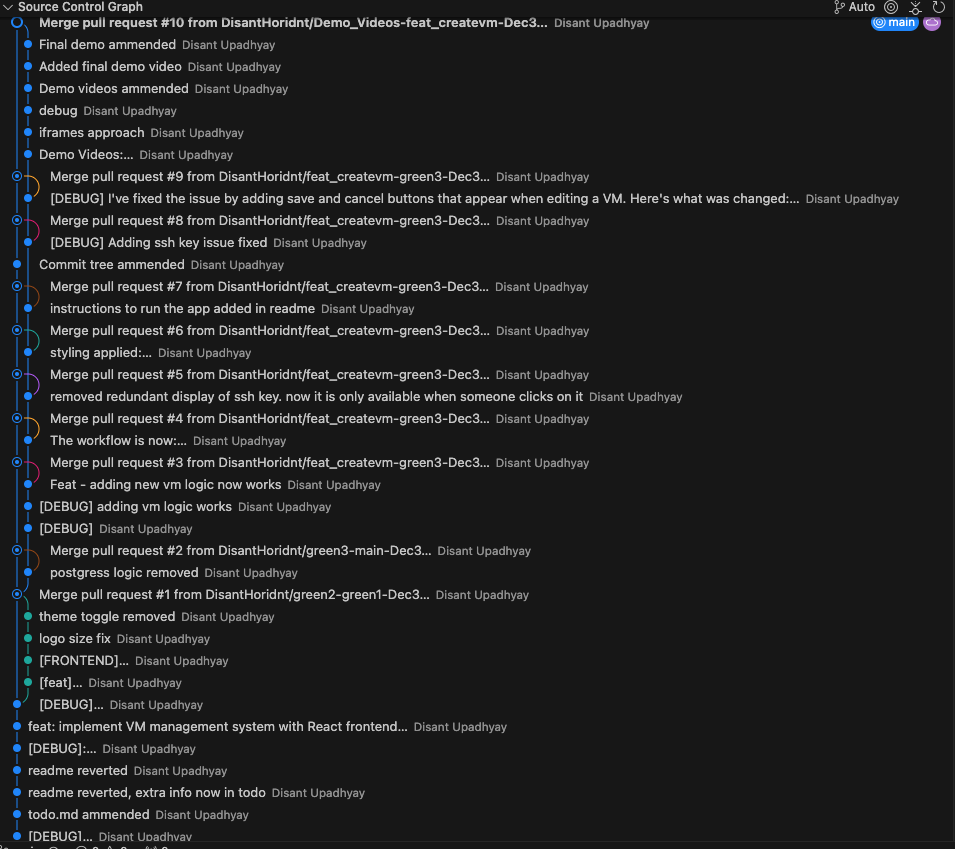 Source Control Graph Auto
Merge pull request #10 from DisantHoridnt/Demo_Videos-feat_createvm-Dec3... Disant Upadhyay main
Final demo ammended Disant Upadhyay
Added final demo video Disant Upadhyay
Demo videos ammended Disant Upadhyay
debug Disant Upadhyay
iframes approach Disant Upadhyay
Demo Videos:... Disant Upadhyay
Merge pull request #9 from DisantHoridnt/feat_createvm-green3-Dec3... Disant Upadhyay
[DEBUG] I've fixed the issue by adding save and cancel buttons that appear when editing a VM. Here's what was changed:... Disant Upadhyay
Merge pull request #8 from DisantHoridnt/feat_createvm-green3-Dec3... Disant Upadhyay
[DEBUG] Adding ssh key issue fixed Disant Upadhyay
Commit tree ammended Disant Upadhyay
Merge pull request #7 from DisantHoridnt/feat_createvm-green3-Dec3... Disant Upadhyay
instructions to run the app added in readme Disant Upadhyay
Merge pull request #6 from DisantHoridnt/feat_createvm-green3-Dec3... Disant Upadhyay
styling applied:... Disant Upadhyay
Merge pull request #5 from DisantHoridnt/feat_createvm-green3-Dec3... Disant Upadhyay
removed redundant display of ssh key. now it is only available when someone clicks on it Disant Upadhyay
Merge pull request #4 from DisantHoridnt/feat_createvm-green3-Dec3... Disant Upadhyay
The workflow is now:... Disant Upadhyay
Merge pull request #3 from DisantHoridnt/feat_createvm-green3-Dec3... Disant Upadhyay
Feat - adding new vm logic now works Disant Upadhyay
[DEBUG] adding vm logic works Disant Upadhyay
[DEBUG] Disant Upadhyay
Merge pull request #2 from DisantHoridnt/green3-main-Dec3... Disant Upadhyay
postgress logic removed Disant Upadhyay
Merge pull request #1 from DisantHoridnt/green2-green1-Dec3... Disant Upadhyay
theme toggle removed Disant Upadhyay
logo size fix Disant Upadhyay
[FRONTEND]... Disant Upadhyay
[feat]... Disant Upadhyay
[DEBUG]... Disant Upadhyay
feat: implement VM management system with React frontend... Disant Upadhyay
[DEBUG]:... Disant Upadhyay
readme reverted Disant Upadhyay
readme reverted, extra info now in todo Disant Upadhyay
todo.md ammended Disant Upadhyay
[DEBUG]... Disant Upadhyay